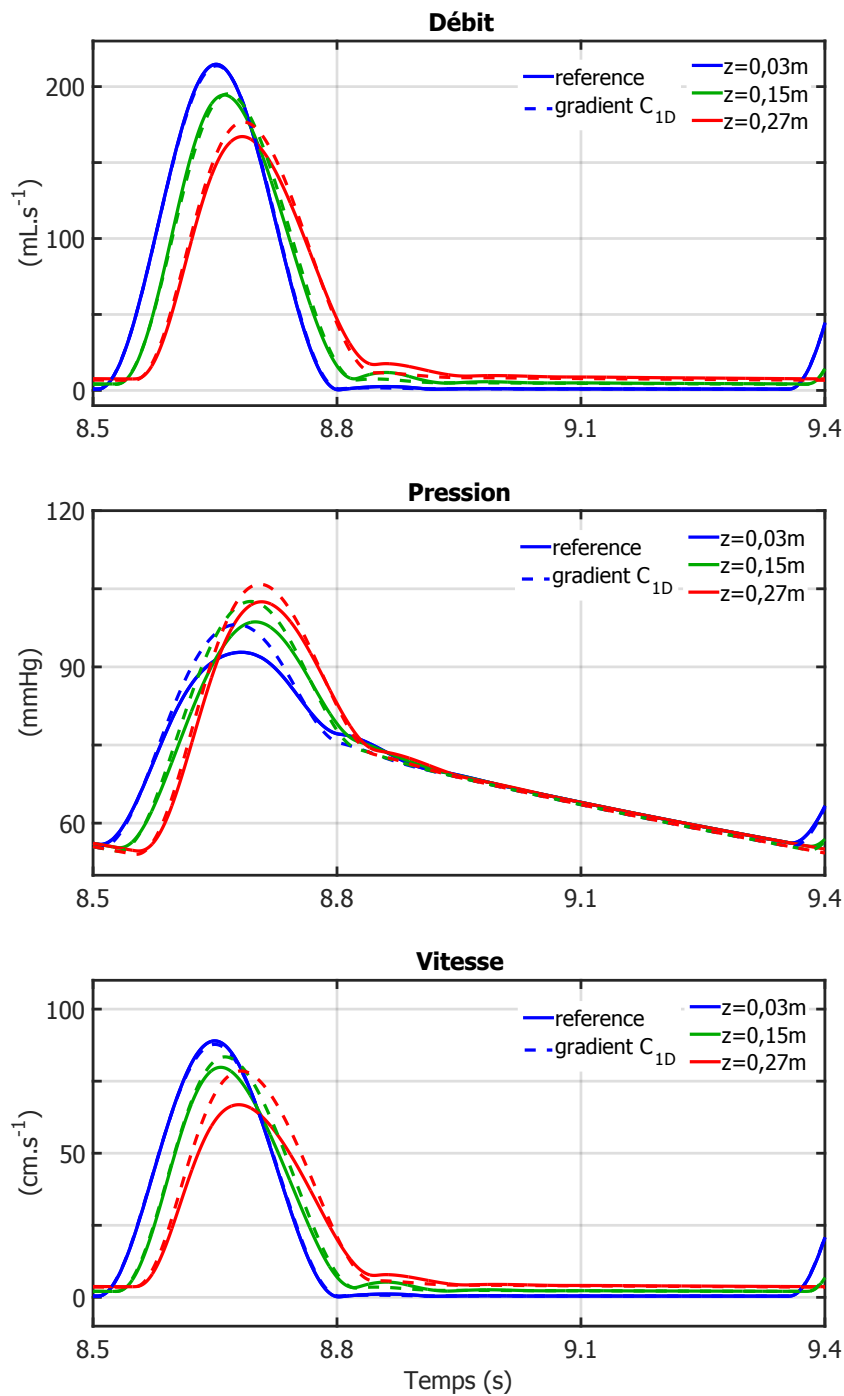 Débit
(mL.s⁻¹)
200
100
0
reference
gradient C₁D
z=0,03m
z=0,15m
z=0,27m
8.5 8.8 9.1 9.4
Pression
(mmHg)
120
90
60
reference
gradient C₁D
z=0,03m
z=0,15m
z=0,27m
8.5 8.8 9.1 9.4
Vitesse
(cm.s⁻¹)
100
50
0
reference
gradient C₁D
z=0,03m
z=0,15m
z=0,27m
8.5 8.8 9.1 9.4
Temps (s)